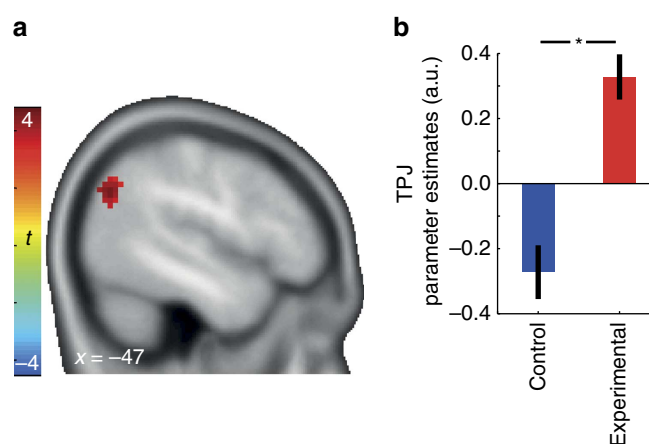 a
4
t
−4
x = −47
b
*
TPJ
parameter estimates (a.u.)
0.4
0.2
0.0
−0.2
−0.4
Control
Experimental